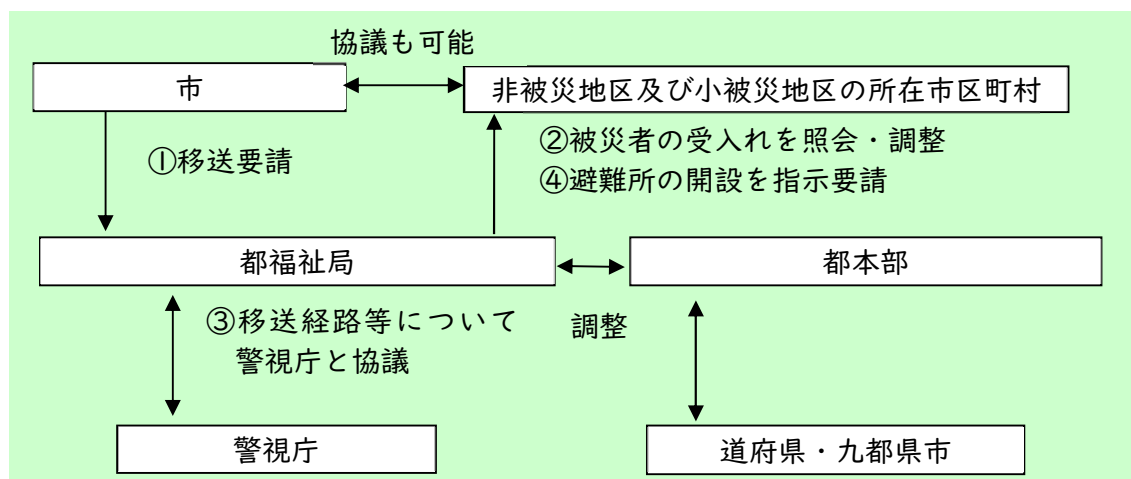 協議も可能
市
非被災地区及び小被災地区の所在市区町村
①移送要請
②被災者の受入れを照会・調整
④避難所の開設を指示要請
都福祉局
都本部
③移送経路等について
警視庁と協議
調整
警視庁
道府県・九都県市